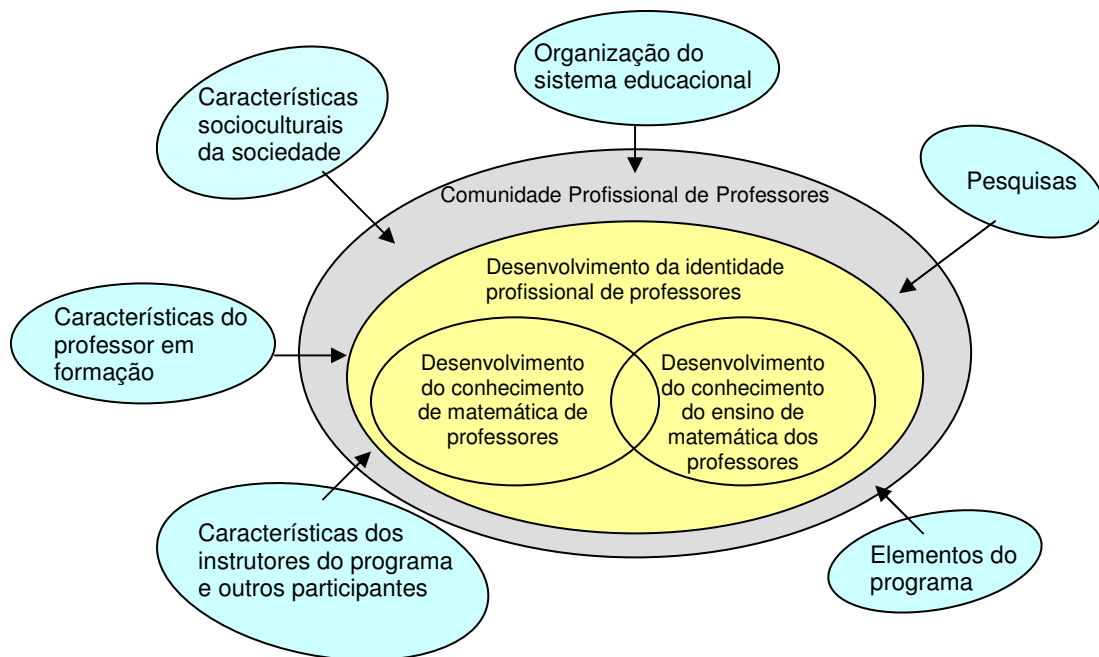 Organização do
sistema educacional
Características
socioculturais
da sociedade
Pesquisas
Comunidade Profissional de Professores
Desenvolvimento da identidade
profissional de professores
Características do
professor em
formação
Desenvolvimento
do conhecimento
de matemática de
professores
Desenvolvimento
do conhecimento
do ensino de
matemática dos
professores
Características dos
instrutores do programa
e outros participantes
Elementos do
programa